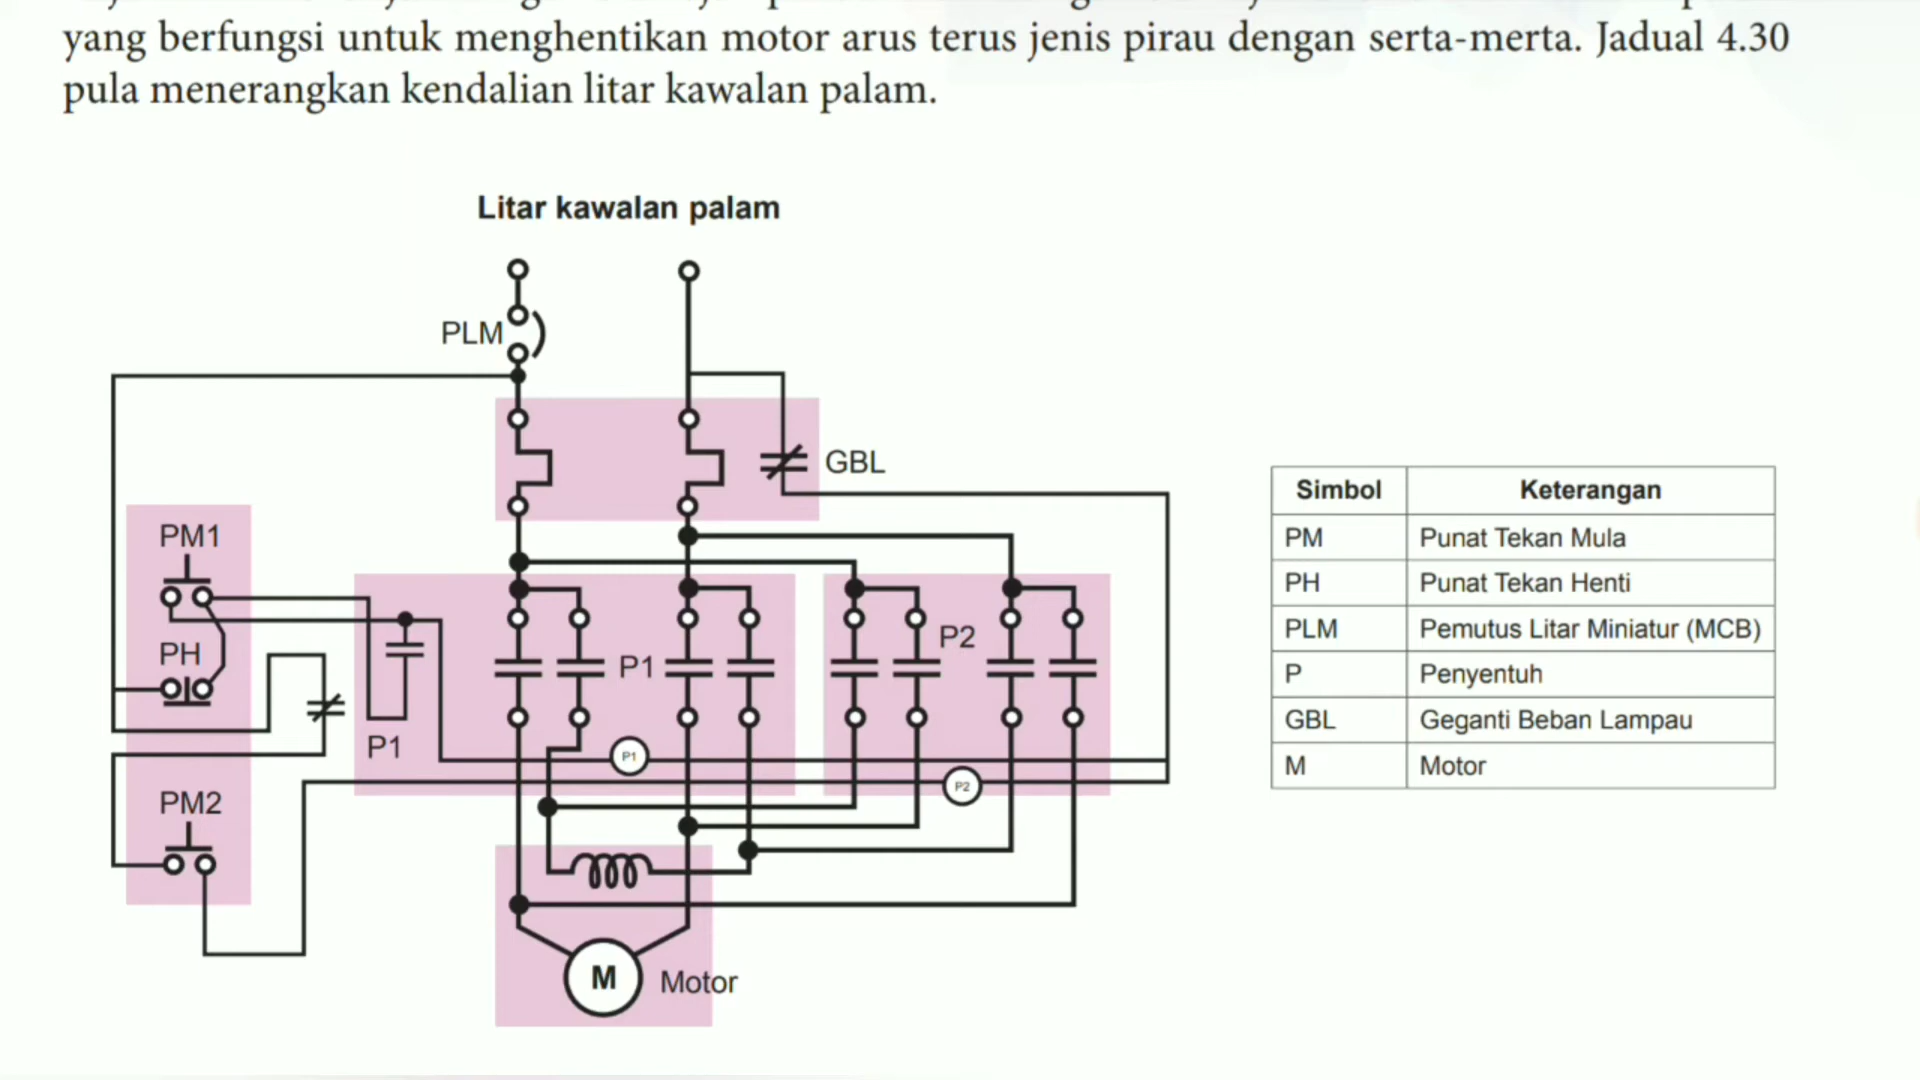 yang berfungsi untuk menghentikan motor arus terus jenis pirau dengan serta-merta. Jadual 4.30
pula menerangkan kendalian litar kawalan palam.
Litar kawalan palam
PLM
GBL
PM1
PH
P1
P1
P2
P1
P2
PM2
M
Motor
Simbol Keterangan
PM Punat Tekan Mula
PH Punat Tekan Henti
PLM Pemutus Litar Miniatur (MCB)
P Penyentuh
GBL Geganti Beban Lampau
M Motor